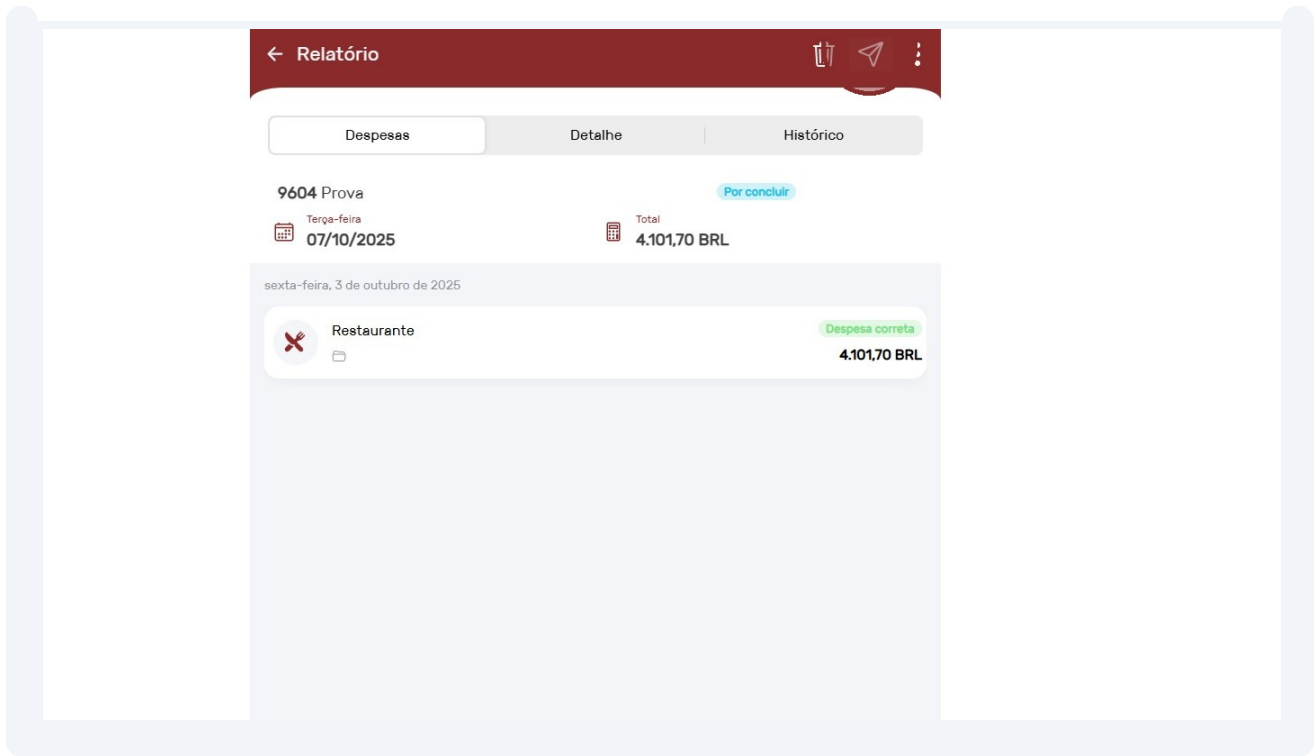 Relatório
Despesas Detalhe Histórico
9604 Prova Por concluir
Terça-feira Total
07/10/2025 4.101,70 BRL
sexta-feira, 3 de outubro de 2025
Restaurante Despesa correta
4.101,70 BRL